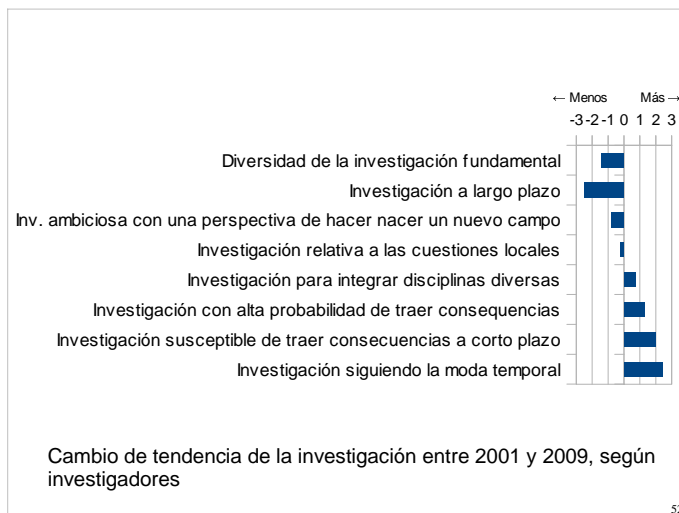 ← Menos Más →
-3 -2 -1 0 1 2 3
Diversidad de la investigación fundamental
Investigación a largo plazo
Inv. ambiciosa con una perspectiva de hacer nacer un nuevo campo
Investigación relativa a las cuestiones locales
Investigación para integrar disciplinas diversas
Investigación con alta probabilidad de traer consequencias
Investigación susceptible de traer consecuencias a corto plazo
Investigación siguiendo la moda temporal
Cambio de tendencia de la investigación entre 2001 y 2009, según
investigadores